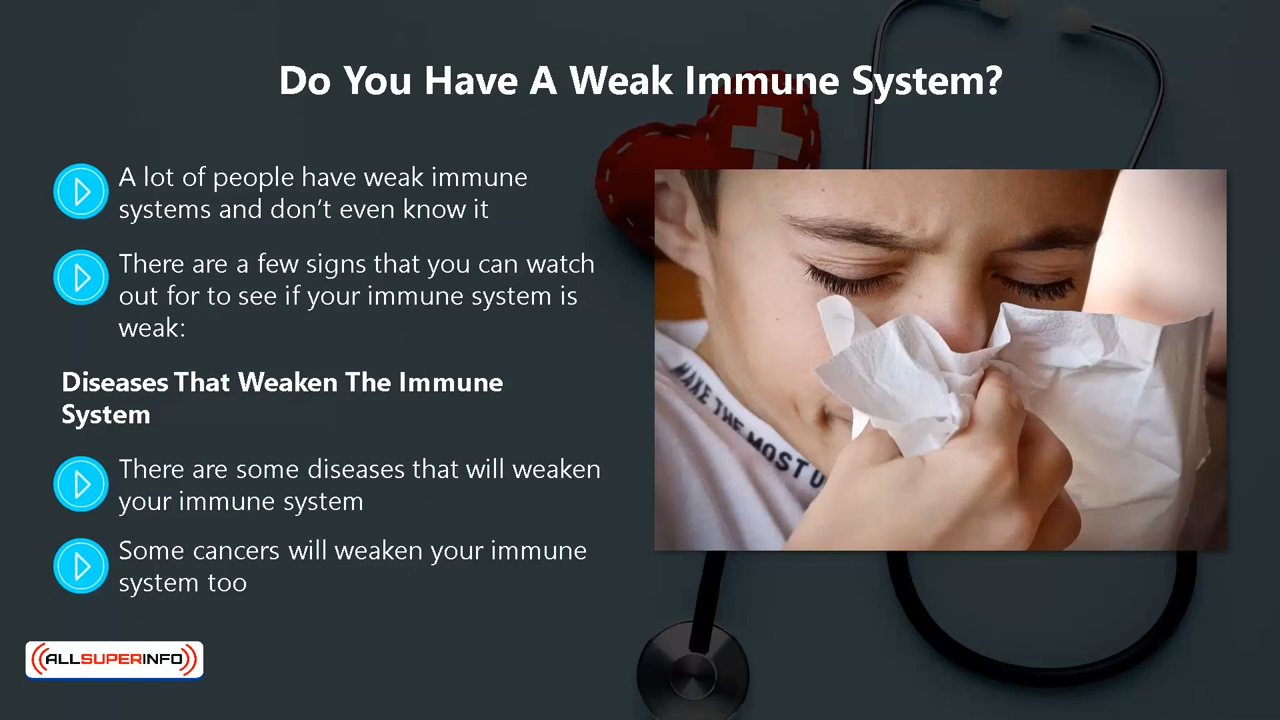 Do You Have A Weak Immune System?
A lot of people have weak immune
systems and don’t even know it
There are a few signs that you can watch
out for to see if your immune system is
weak:
Diseases That Weaken The Immune
System
There are some diseases that will weaken
your immune system
Some cancers will weaken your immune
system too
MAKE THE MOST O
ALLSUPERINFO